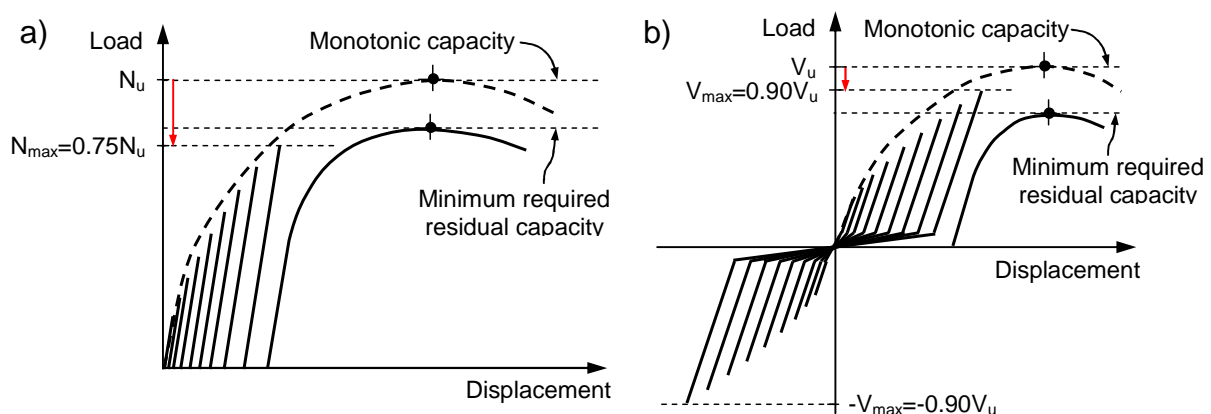 a)
Load
Monotonic capacity
Nu
Nmax=0.75Nu
Minimum required
residual capacity
Displacement
b)
Load
Monotonic capacity
Vu
Vmax=0.90Vu
Minimum required
residual capacity
Displacement
-Vmax=-0.90Vu